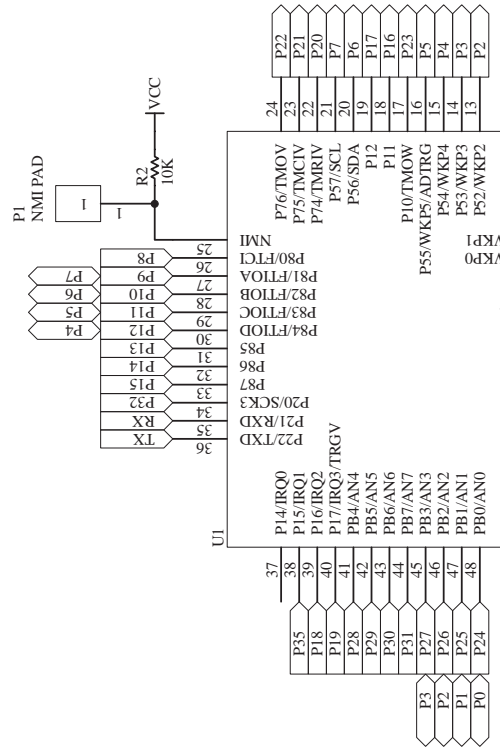 P1
NMI PAD
1
1
R2
10K
VCC
U1
P22 24 P76/TMOV
P21 23 P75/TMCIV
P20 22 P74/TMRIV
P7 21 P57/SCL
P6 20 P56/SDA
P17 19 P12
P16 18 P11
P23 17 P10/TMOW
P5 16 P55/WKP5/ADTRG
P4 15 P54/WKP4
P3 14 P53/WKP3
P2 13 P52/WKP2
25 NMI
P8 26 P80/FTCI
P7 P9 27 P81/FTIOA
P6 P10 28 P82/FTIOB
P5 P11 29 P83/FTIOC
P4 P12 30 P84/FTIOD
P13 31 P85
P14 32 P86
P15 33 P87
P32 34 P20/SCK3
RX 35 P21/RXD
TX 36 P22/TXD
37 P14/IRQ0
P35 38 P15/IRQ1
P18 39 P16/IRQ2
P19 40 P17/IRQ3/TRGV
P28 41 PB4/AN4
P29 42 PB5/AN5
P30 43 PB6/AN6
P31 44 PB7/AN7
P3 P27 45 PB3/AN3
P2 P26 46 PB2/AN2
P1 P25 47 PB1/AN1
P0 P24 48 PB0/AN0